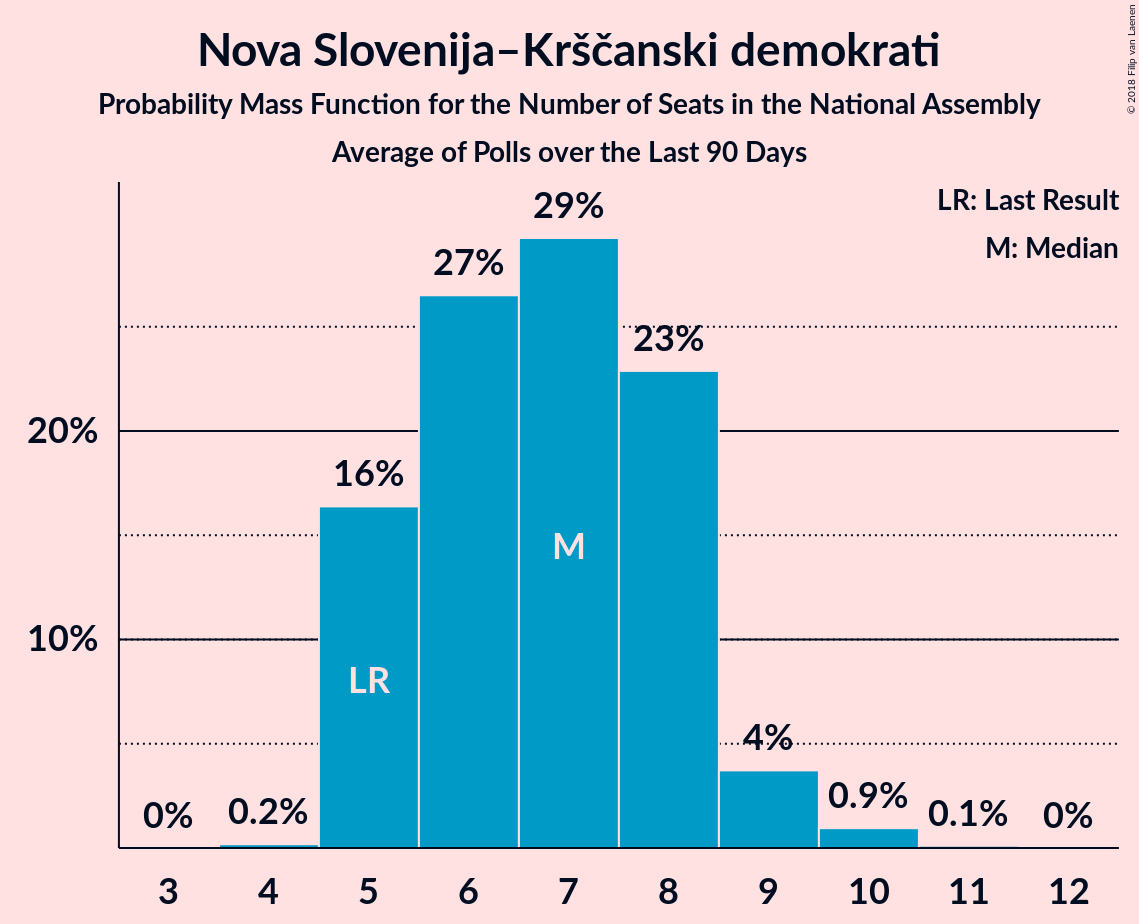 Nova Slovenija–Krščanski demokrati
Probability Mass Function for the Number of Seats in the National Assembly
Average of Polls over the Last 90 Days
© 2018 Filip van Laenen
LR: Last Result
M: Median
29%
27%
23%
20%
16%
M
10%
LR
4%
0%
0.2%
0.9%
0.1%
0%
3 4 5 6 7 8 9 10 11 12